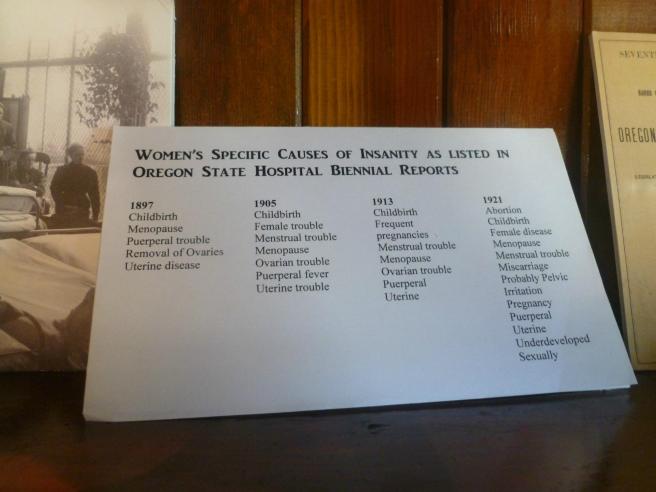 Women's Specific Causes of Insanity as listed in
Oregon State Hospital Biennial Reports
1897
Childbirth
Menopause
Puerperal trouble
Removal of Ovaries
Uterine disease
1905
Childbirth
Female trouble
Menstrual trouble
Menopause
Ovarian trouble
Puerperal fever
Uterine trouble
1913
Childbirth
Frequent
pregnancies
Menstrual trouble
Menopause
Ovarian trouble
Puerperal
Uterine
1921
Abortion
Childbirth
Female disease
Menopause
Menstrual trouble
Miscarriage
Probably Pelvic
Irritation
Pregnancy
Puerperal
Uterine
Underdeveloped
Sexually
OREGON